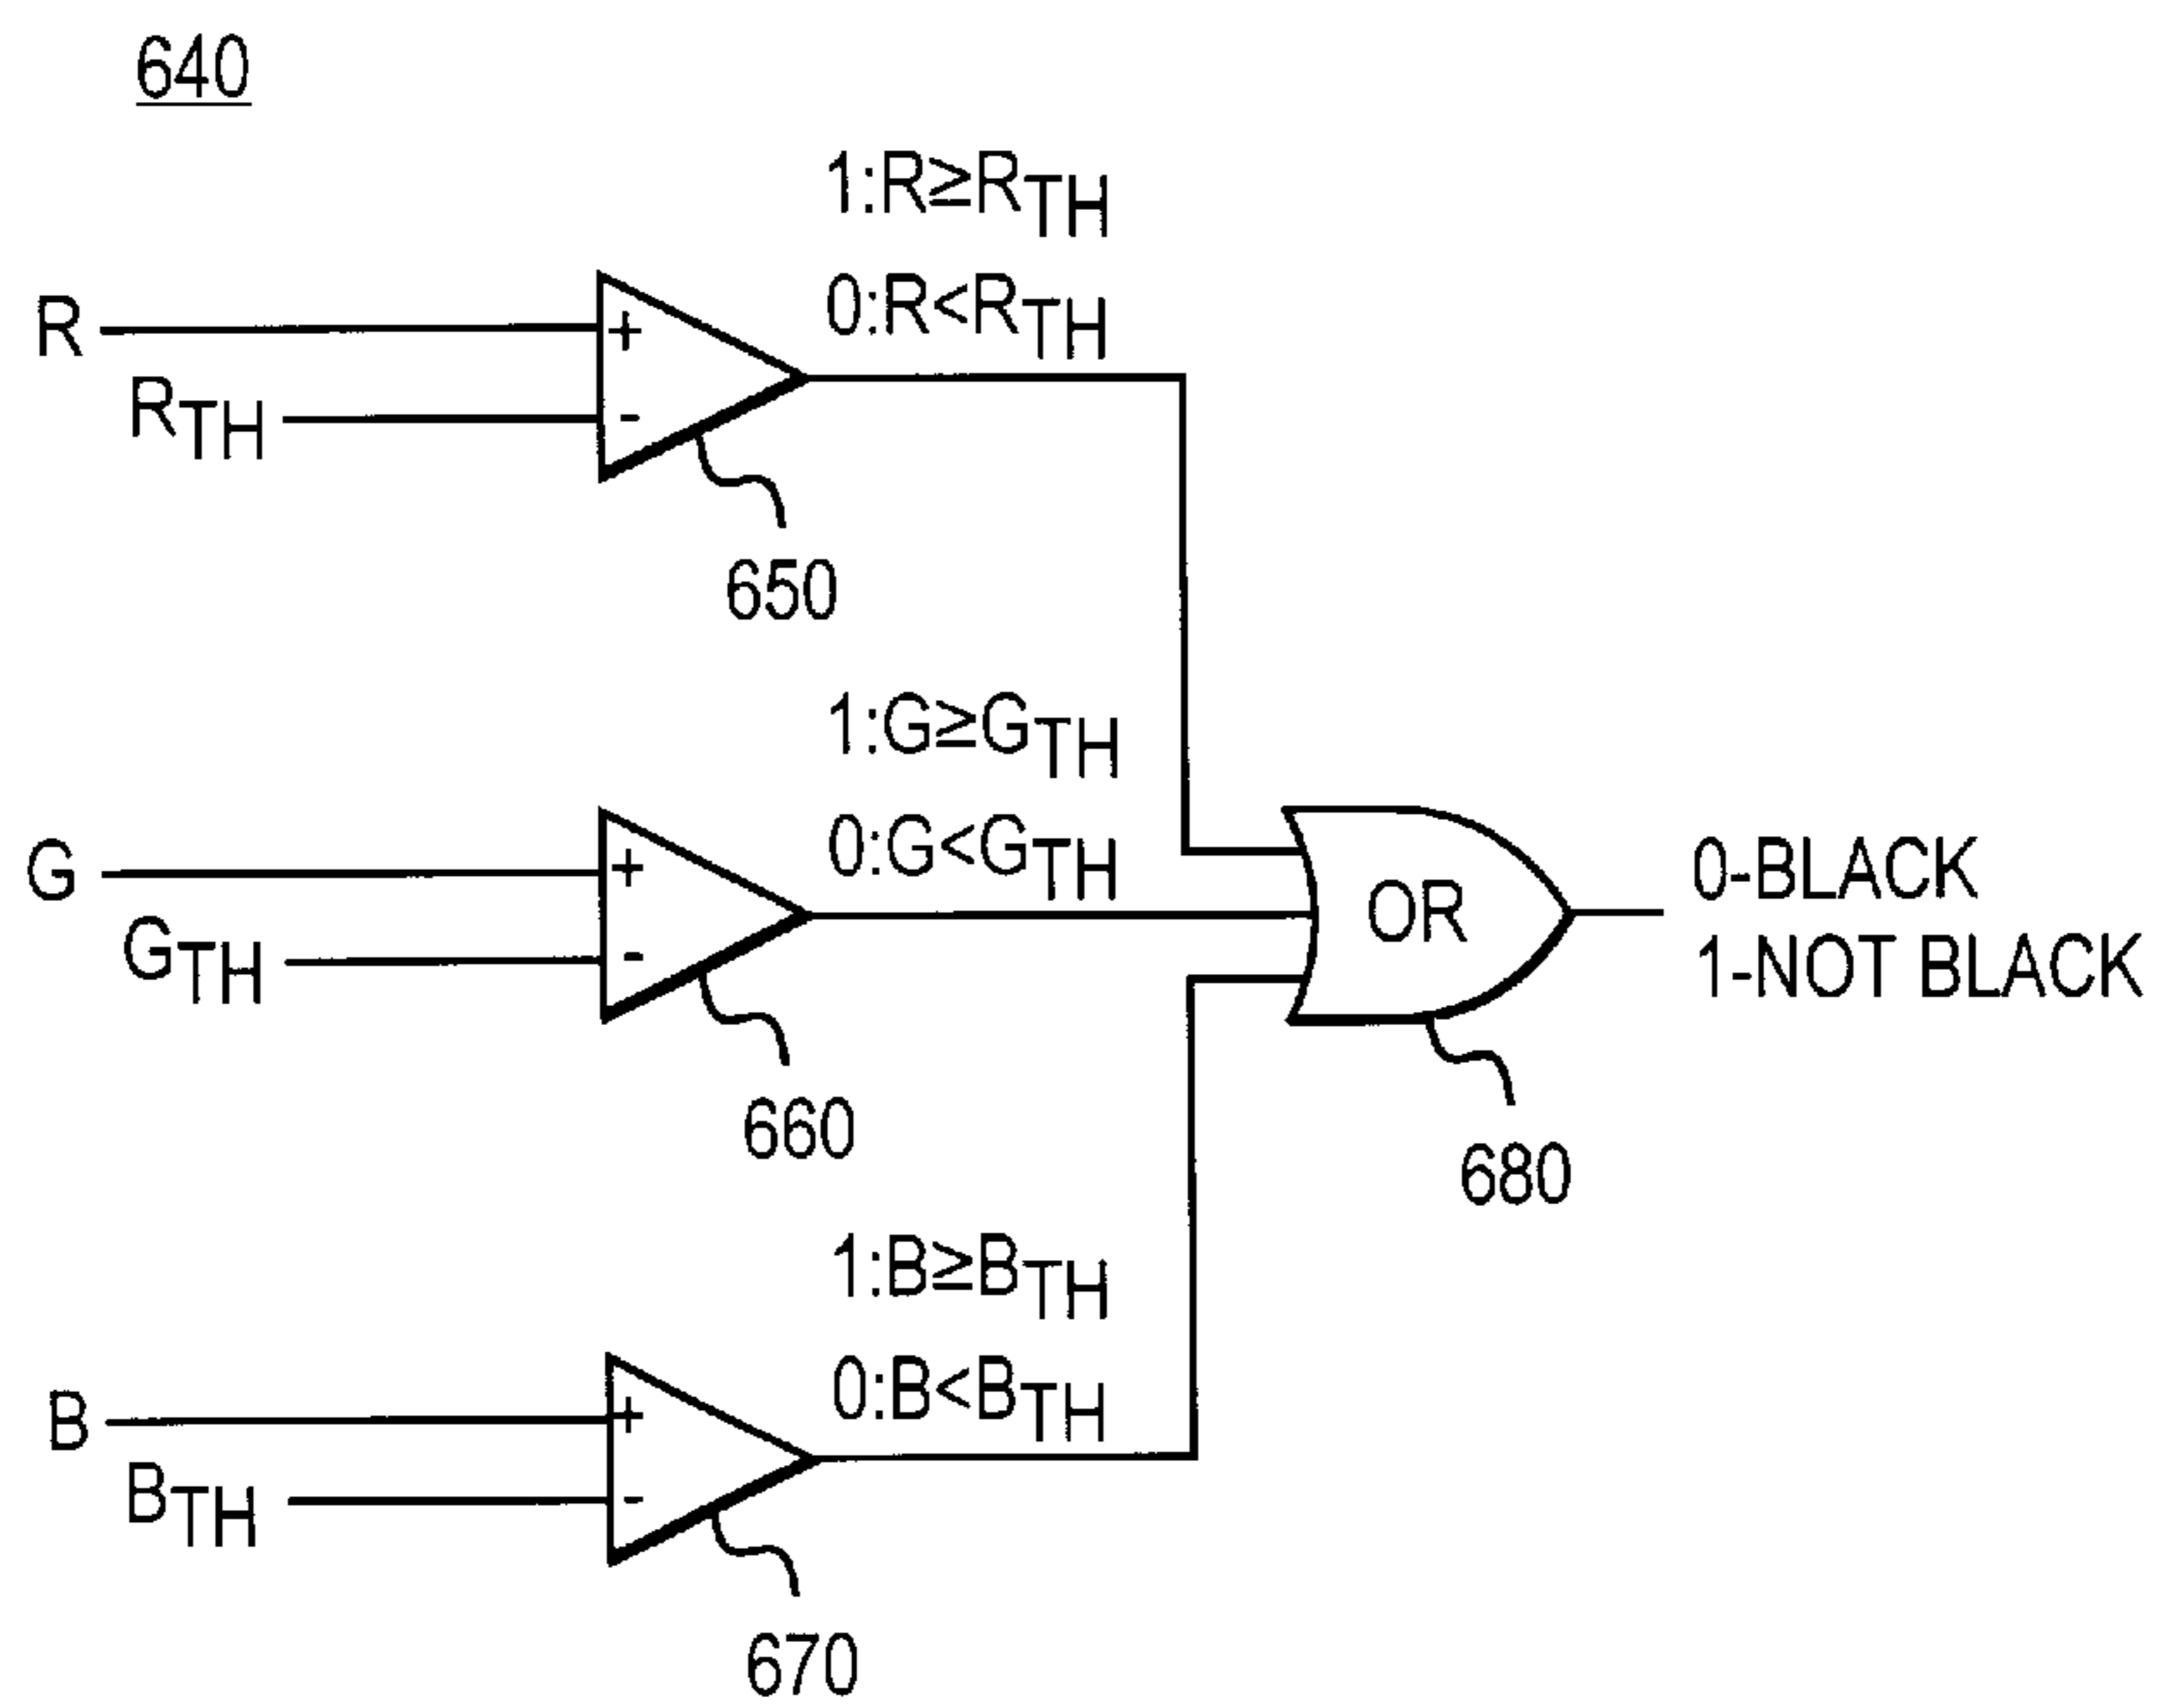 640
1:R≥RTH
0:R<RTH
R
+
RTH
-
650
1:G≥GTH
0:G<GTH
G
+
GTH
-
OR
0-BLACK
1-NOT BLACK
660
680
1:B≥BTH
0:B<BTH
B
+
BTH
-
670